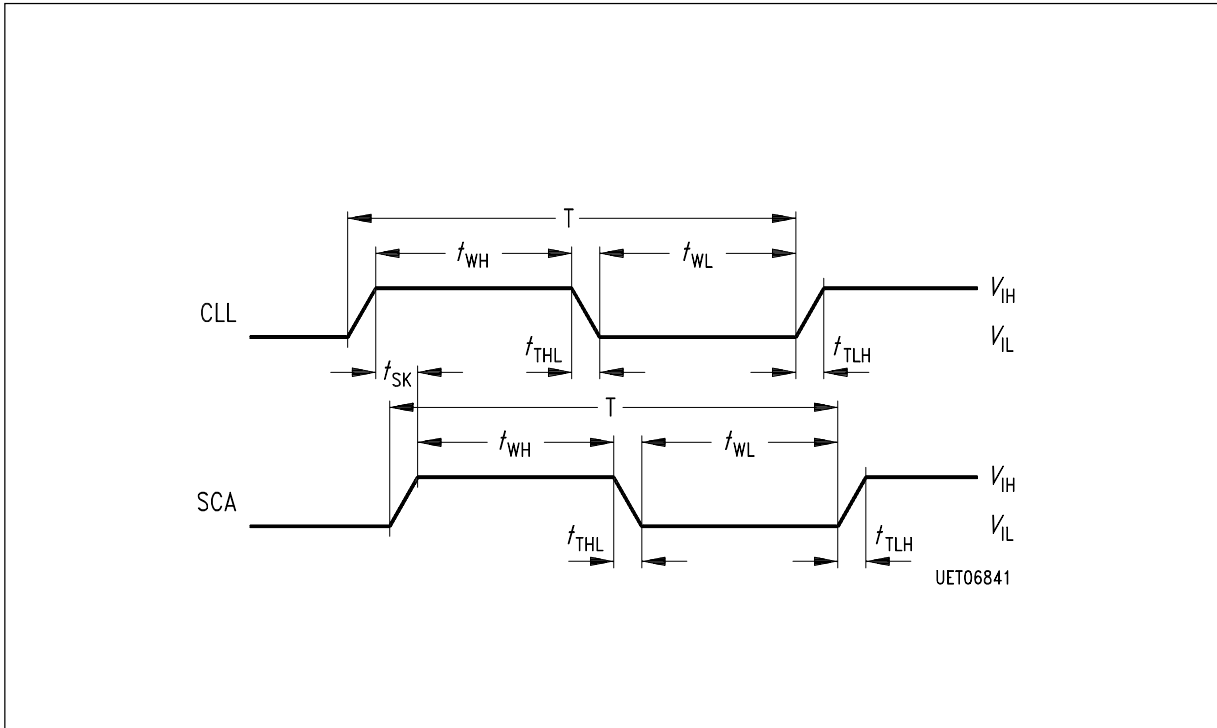 T
tWH
tWL
CLL
VIH
VIL
tTHL
tTLH
tSK
T
tWH
tWL
SCA
VIH
VIL
tTHL
tTLH
UET06841